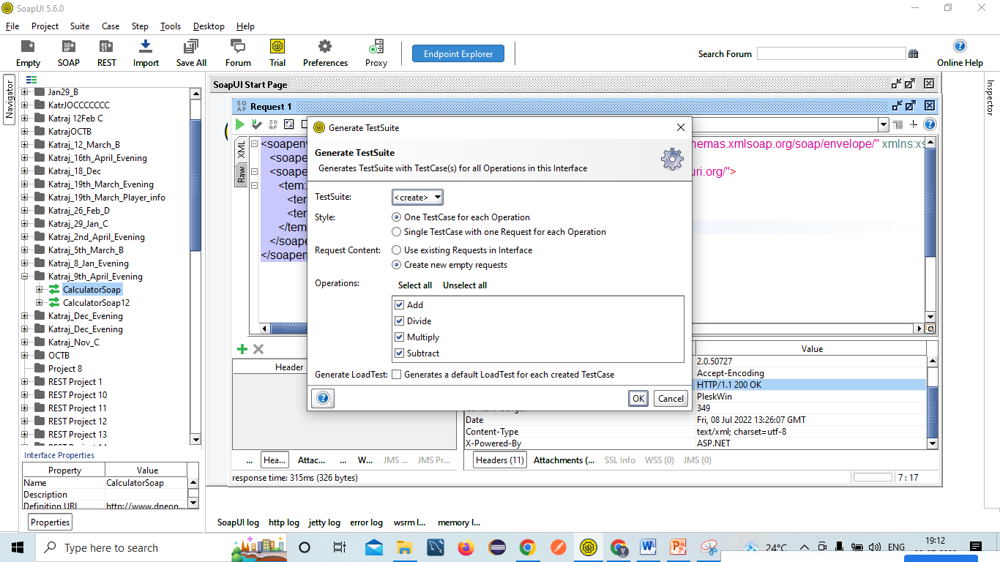 SoapUI 5.6.0
File Project Suite Case Step Tools Desktop Help
Empty SOAP REST Import Save All Forum Trial Preferences Proxy Endpoint Explorer Search Forum Online Help
Navigator
Jan29_B
KatrJOCCCCCCC
Katraj 12Feb C
KatrajOCTB
Katraj_12_March_B
Katraj_16th_April_Evening
Katraj_18_Dec
Katraj_19th_March_Evening
Katraj_19th_March_Player_info
Katraj_26_Feb_D
Katraj_29_Jan_C
Katraj_2nd_April_Evening
Katraj_5th_March_B
Katraj_8_Jan_Evening
Katraj_9th_April_Evening
CalculatorSoap
CalculatorSoap12
Katraj_Dec_Evening
Katraj_Dec_Evening
Katraj_Nov_C
OCTB
Project 8
REST Project 1
REST Project 10
REST Project 11
REST Project 12
REST Project 13
Interface Properties
Property Value
Name CalculatorSoap
Description
Definition URL http://www.dneon...
Properties
SoapUI Start Page
SO AP Request 1
XML
Raw
<soapenv
<soape
<soape
<tem:
<ten
<ten
</tem
</soape
</soapen
nemas.xmlsoap.org/soap/envelope/" xmlns:xs
uri.org/">
Generate TestSuite
Generate TestSuite
Generates TestSuite with TestCase(s) for all Operations in this Interface
TestSuite: <create>
Style: One TestCase for each Operation
Single TestCase with one Request for each Operation
Request Content: Use existing Requests in Interface
Create new empty requests
Operations: Select all Unselect all
Add
Divide
Multiply
Subtract
Generate LoadTest: Generates a default LoadTest for each created TestCase
OK Cancel
Header
Value
2.0.50727
Accept-Encoding
HTTP/1.1 200 OK
PleskWin
349
Date Fri, 08 Jul 2022 13:26:07 GMT
Content-Type text/xml; charset=utf-8
X-Powered-By ASP.NET
... Hea... Attac... ... W... JMS ... JMS Pr...
Headers (11) Attachments (... SSL Info WSS (0) JMS (0)
response time: 315ms (326 bytes) 7 : 17
SoapUI log http log jetty log error log wsrm l... memory l...
Inspector
Type here to search 24°C ENG 19:12